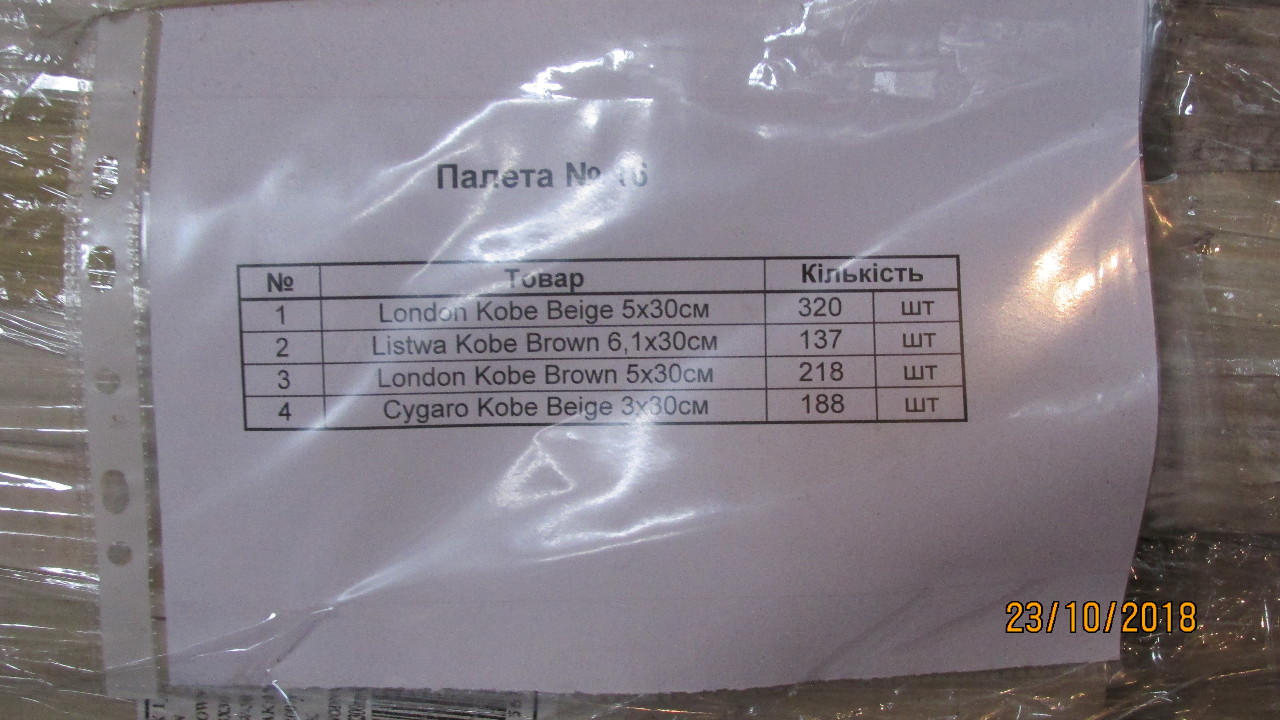 Палета № 16
№ Товар Кількість
1 London Kobe Beige 5x30см 320 шт
2 Listwa Kobe Brown 6,1x30см 137 шт
3 London Kobe Brown 5x30см 218 шт
4 Cygaro Kobe Beige 3x30см 188 шт
23/10/2018